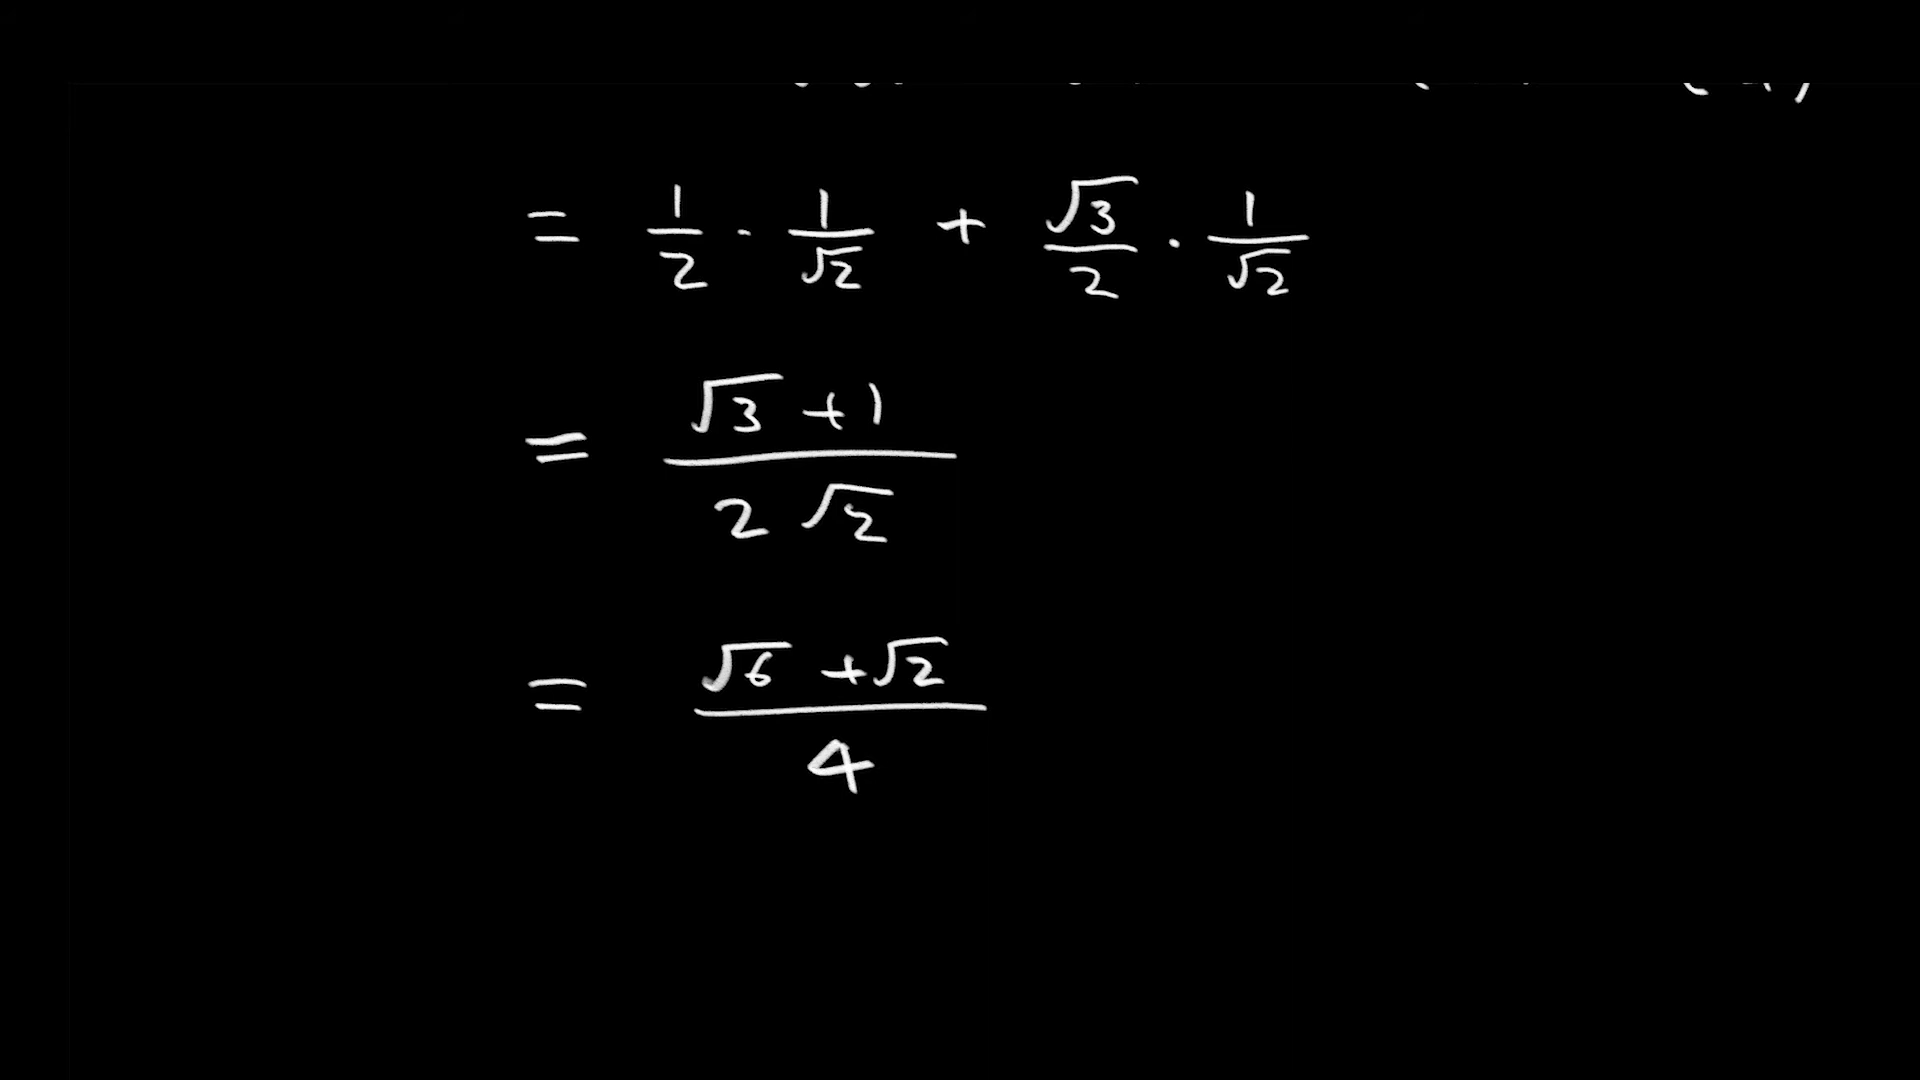 = 1/2 · 1/√2 + √3/2 · 1/√2
= (√3 + 1)/(2√2)
= (√6 + √2)/4